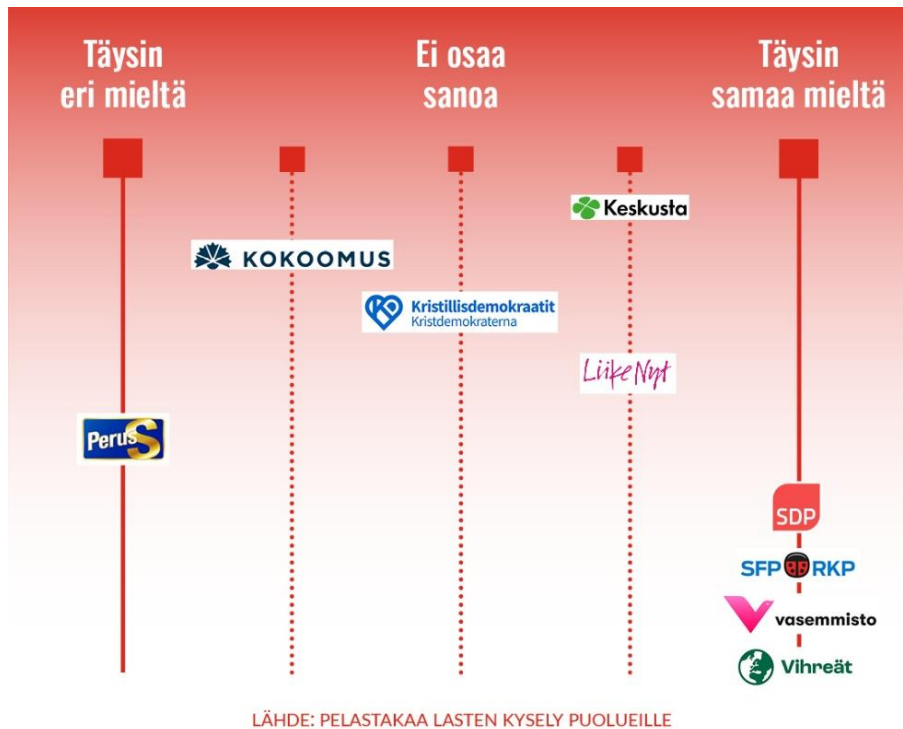 Täysin
eri mieltä
Ei osaa
sanoa
Täysin
samaa mieltä
Keskusta
KOKOOMUS
KD Kristillisdemokraatit
Kristdemokraterna
Liike Nyt
PerusS
SDP
SFP RKP
vasemmisto
Vihreät
LÄHDE: PELASTAKAA LASTEN KYSELY PUOLUEILLE